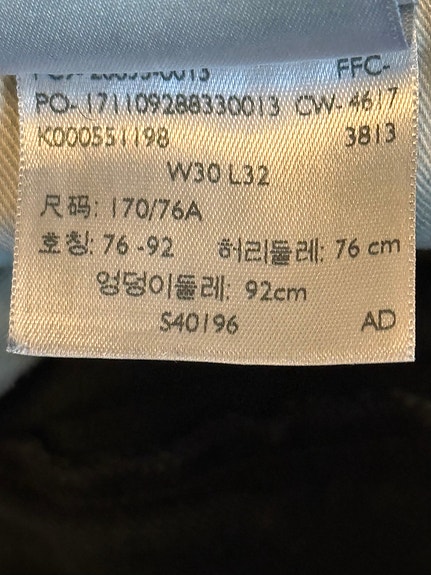 FFC-
PO- 171109288330013 CW- 4617
K000551198 3813
W30 L32
尺码: 170/76A
호칭: 76 -92 허리둘레: 76 cm
엉덩이둘레: 92cm
S40196 AD